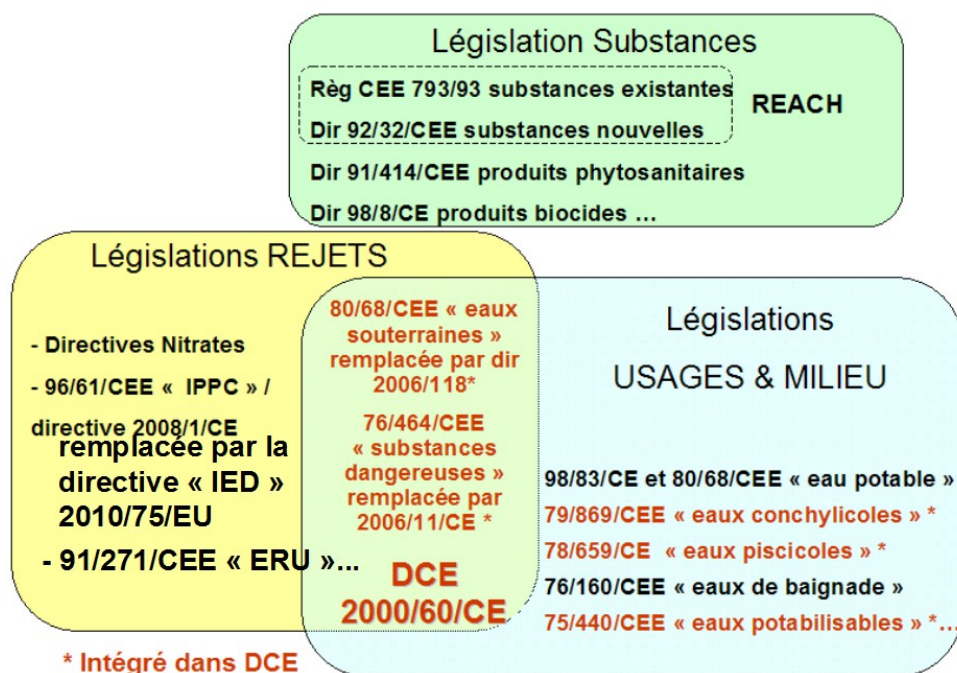 Législation Substances
Règ CEE 793/93 substances existantes
REACH
Dir 92/32/CEE substances nouvelles
Dir 91/414/CEE produits phytosanitaires
Dir 98/8/CE produits biocides ...
Législations REJETS
- Directives Nitrates
- 96/61/CEE « IPPC » /
directive 2008/1/CE
remplacée par la
directive « IED »
2010/75/EU
- 91/271/CEE « ERU »...
80/68/CEE « eaux
souterraines »
remplacée par dir
2006/118*
76/464/CEE
« substances
dangereuses »
remplacée par
2006/11/CE *
DCE
2000/60/CE
Législations
USAGES & MILIEU
98/83/CE et 80/68/CEE « eau potable »
79/869/CEE « eaux conchylicoles » *
78/659/CE « eaux piscicoles » *
76/160/CEE « eaux de baignade »
75/440/CEE « eaux potabilisables » *...
* Intégré dans DCE